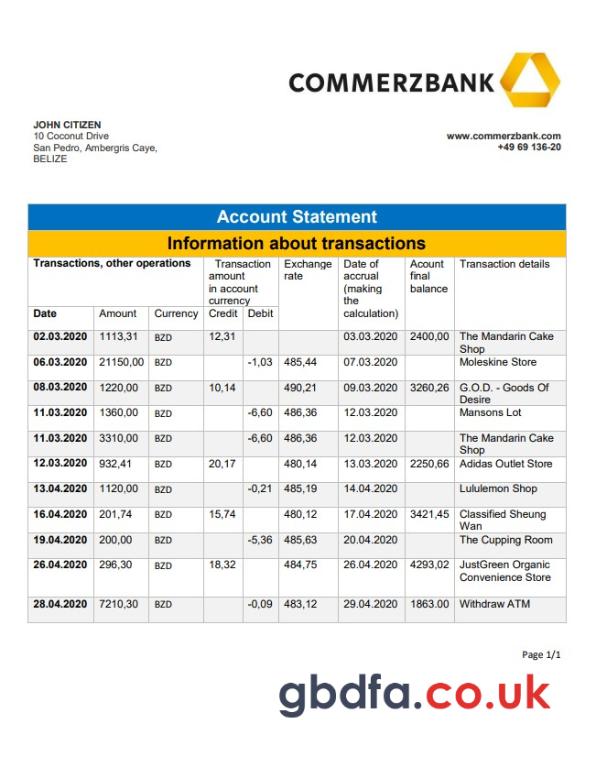 COMMERZBANK
JOHN CITIZEN
10 Coconut Drive
San Pedro, Ambergris Caye,
BELIZE
www.commerzbank.com
+49 69 136-20
Account Statement
Information about transactions
Transactions, other operations Transaction amount in account currency Exchange rate Date of accrual (making the calculation) Acount final balance Transaction details
Date Amount Currency Credit Debit
02.03.2020 1113,31 BZD 12,31 03.03.2020 2400,00 The Mandarin Cake Shop
06.03.2020 21150,00 BZD -1,03 485,44 07.03.2020 Moleskine Store
08.03.2020 1220,00 BZD 10,14 490,21 09.03.2020 3260,26 G.O.D. - Goods Of Desire
11.03.2020 1360,00 BZD -6,60 486,36 12.03.2020 Mansons Lot
11.03.2020 3310,00 BZD -6,60 486,36 12.03.2020 The Mandarin Cake Shop
12.03.2020 932,41 BZD 20,17 480,14 13.03.2020 2250,66 Adidas Outlet Store
13.04.2020 1120,00 BZD -0,21 485,19 14.04.2020 Lululemon Shop
16.04.2020 201,74 BZD 15,74 480,12 17.04.2020 3421,45 Classified Sheung Wan
19.04.2020 200,00 BZD -5,36 485,63 20.04.2020 The Cupping Room
26.04.2020 296,30 BZD 18,32 484,75 26.04.2020 4293,02 JustGreen Organic Convenience Store
28.04.2020 7210,30 BZD -0,09 483,12 29.04.2020 1863.00 Withdraw ATM
Page 1/1
gbdfa.co.uk